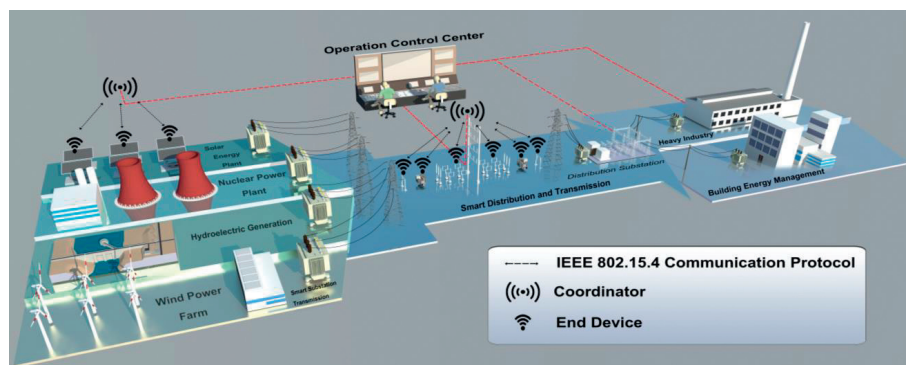 Operation Control Center
Solar
Energy
Plant
Nuclear Power
Plant
Hydroelectric Generation
Wind Power
Farm
Smart Substation
Transmission
Smart Distribution and Transmission
Distribution Substation
Heavy Industry
Building Energy Management
IEEE 802.15.4 Communication Protocol
Coordinator
End Device